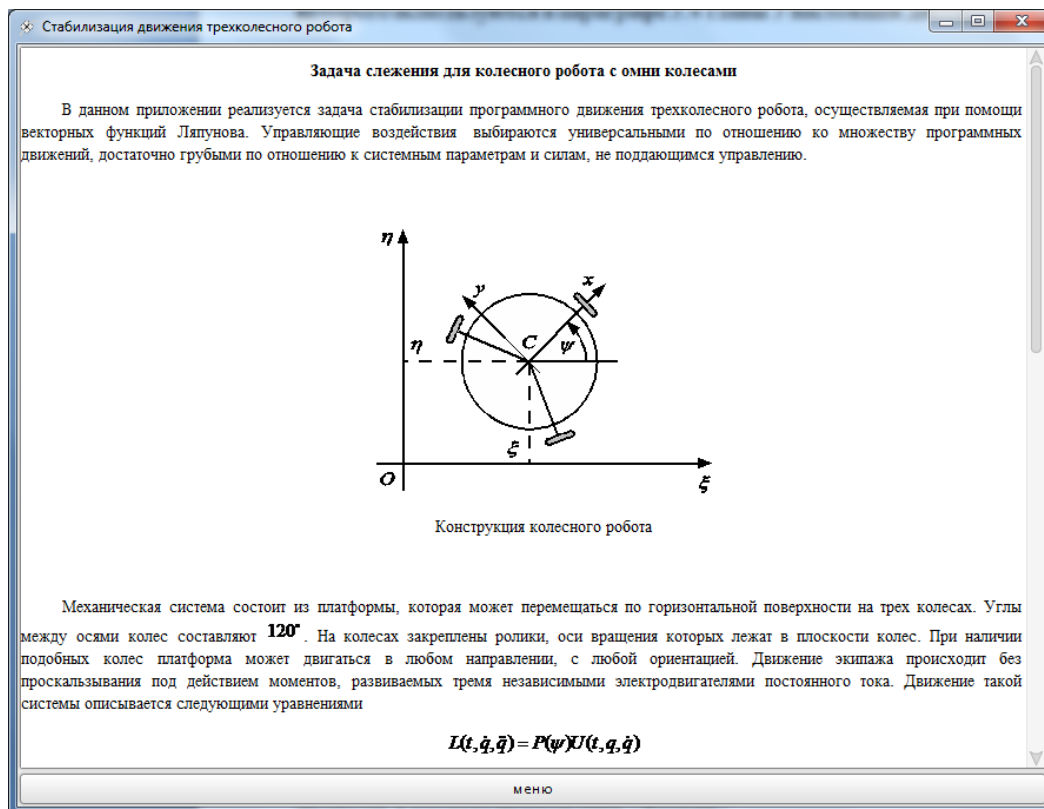 Стабилизация движения трехколесного робота
Задача слежения для колесного робота с омни колесами
В данном приложении реализуется задача стабилизации программного движения трехколесного робота, осуществляемая при помощи
векторных функций Ляпунова. Управляющие воздействия выбираются универсальными по отношению ко множеству программных
движений, достаточно грубыми по отношению к системным параметрам и силам, не поддающимся управлению.
η
y
x
η
C
ψ
ξ
O
ξ
Конструкция колесного робота
Механическая система состоит из платформы, которая может перемещаться по горизонтальной поверхности на трех колесах. Углы
между осями колес составляют 120°. На колесах закреплены ролики, оси вращения которых лежат в плоскости колес. При наличии
подобных колес платформа может двигаться в любом направлении, с любой ориентацией. Движение экипажа происходит без
проскальзывания под действием моментов, развиваемых тремя независимыми электродвигателями постоянного тока. Движение такой
системы описывается следующими уравнениями
L(t, q̇, q̈) = P(ψ)U(t, q, q̇)
меню